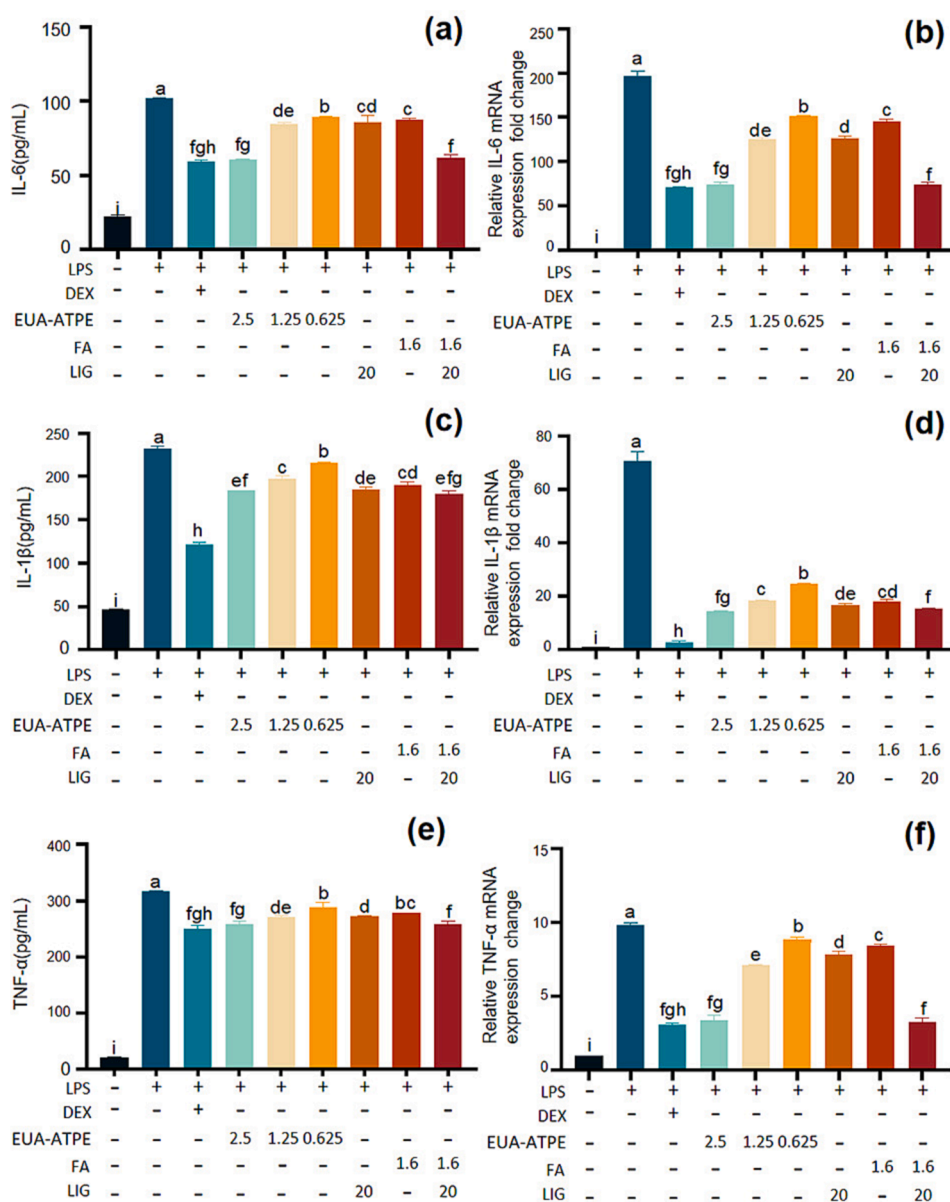 (a)
IL-6(pg/mL)
150
100
50
0
i
a
fgh
fg
de
b
cd
c
f
LPS – + + + + + + + +
DEX – – + – – – – – –
EUA-ATPE – – – 2.5 1.25 0.625 – – –
FA – – – – – – – 1.6 1.6
LIG – – – – – – 20 – 20
(b)
Relative IL-6 mRNA
expression fold change
250
200
150
100
50
0
i
a
fgh
fg
de
b
d
c
f
LPS – + + + + + + + +
DEX – – + – – – – – –
EUA-ATPE – – – 2.5 1.25 0.625 – – –
FA – – – – – – – 1.6 1.6
LIG – – – – – – 20 – 20
(c)
IL-1β(pg/mL)
250
200
150
100
50
0
i
a
h
ef
c
b
de
cd
efg
LPS – + + + + + + + +
DEX – – + – – – – – –
EUA-ATPE – – – 2.5 1.25 0.625 – – –
FA – – – – – – – 1.6 1.6
LIG – – – – – – 20 – 20
(d)
Relative IL-1β mRNA
expression fold change
80
60
40
20
0
i
a
h
fg
c
b
de
cd
f
LPS – + + + + + + + +
DEX – – + – – – – – –
EUA-ATPE – – – 2.5 1.25 0.625 – – –
FA – – – – – – – 1.6 1.6
LIG – – – – – – 20 – 20
(e)
TNF-α(pg/mL)
400
300
200
100
0
i
a
fgh
fg
de
b
d
bc
f
LPS – + + + + + + + +
DEX – – + – – – – – –
EUA-ATPE – – – 2.5 1.25 0.625 – – –
FA – – – – – – – 1.6 1.6
LIG – – – – – – 20 – 20
(f)
Relative TNF-α mRNA
expression change
15
10
5
0
i
a
fgh
fg
e
b
d
c
f
LPS – + + + + + + + +
DEX – – + – – – – – –
EUA-ATPE – – – 2.5 1.25 0.625 – – –
FA – – – – – – – 1.6 1.6
LIG – – – – – – 20 – 20